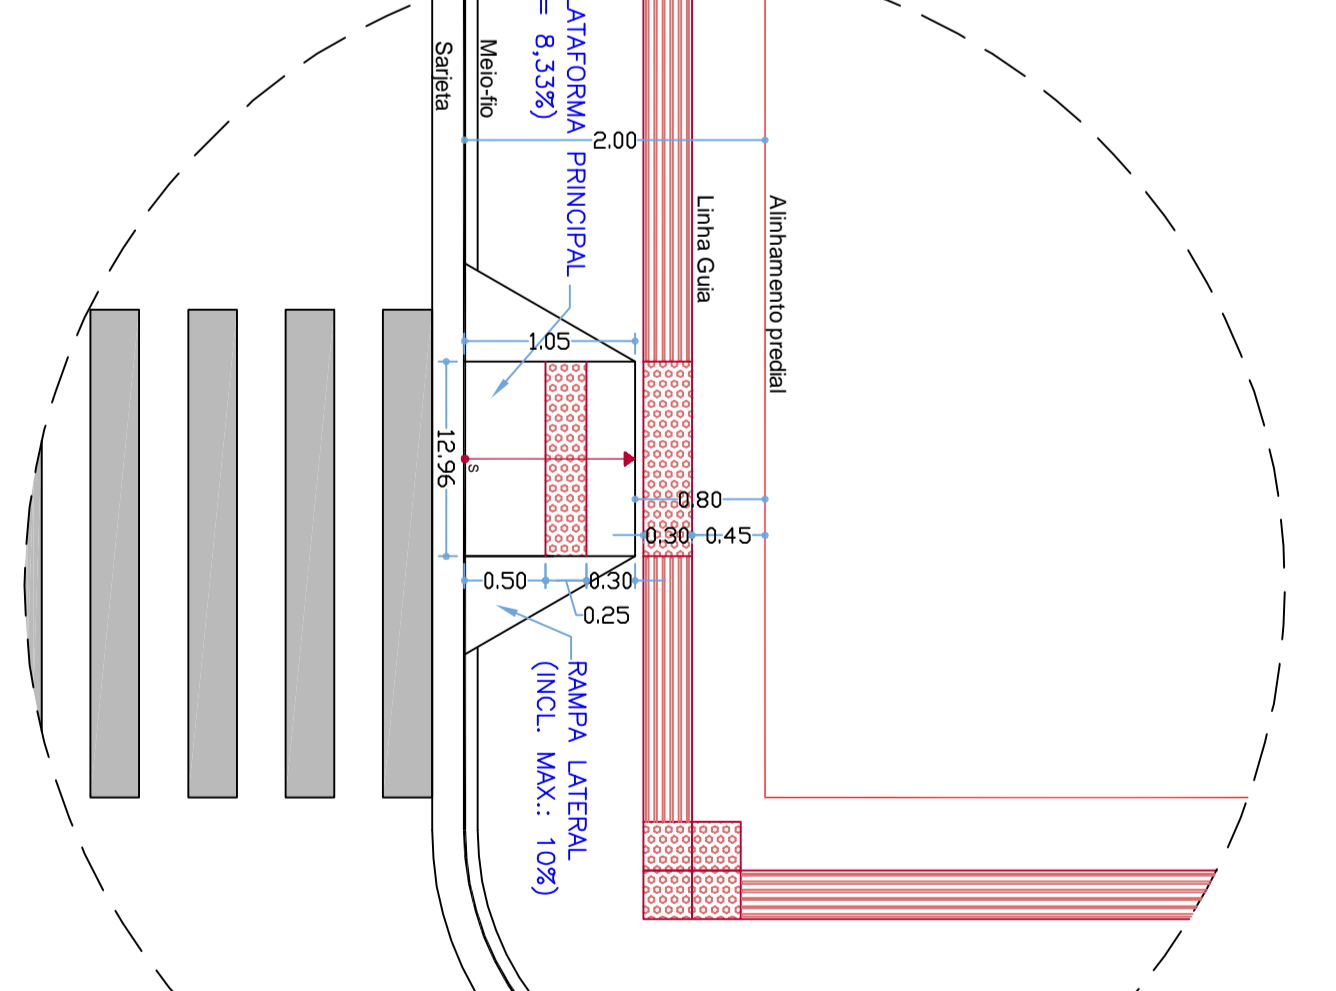 LATAFORMA PRINCIPAL
= 8,33%)
Meio-fio
Sarjeta
2.00
Linha Guia
Alinhamento predial
1.05
12.96
s
0.80
0.30
0.45
0.50
0.30
0.25
RAMPA LATERAL
(INCL. MAX.: 10%)